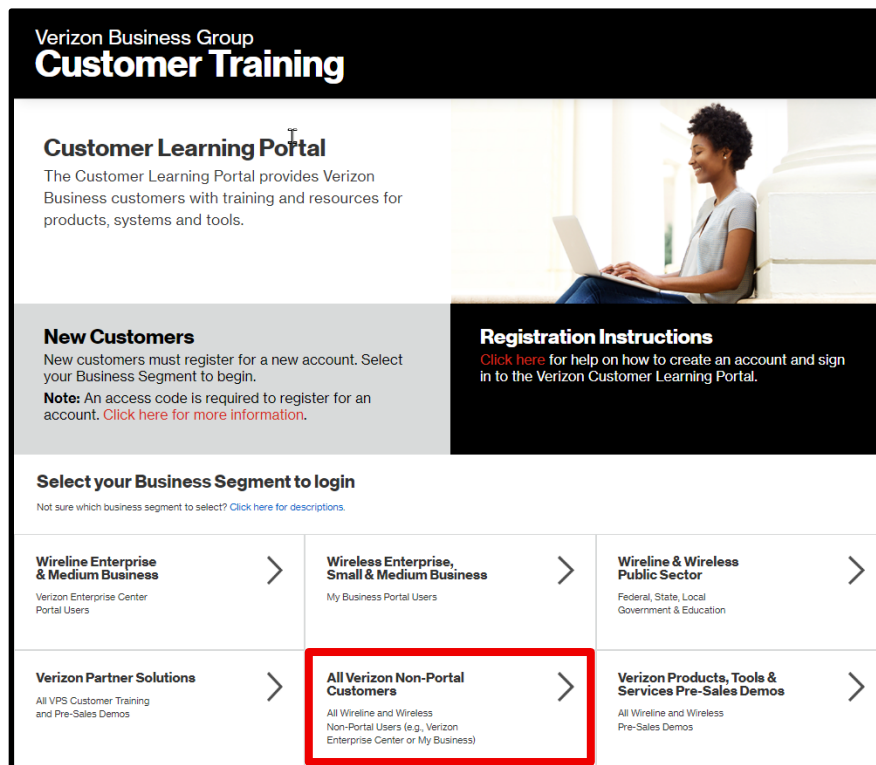 Verizon Business Group
Customer Training
Customer Learning Portal
The Customer Learning Portal provides Verizon
Business customers with training and resources for
products, systems and tools.
New Customers
New customers must register for a new account. Select
your Business Segment to begin.
Note: An access code is required to register for an
account. Click here for more information.
Registration Instructions
Click here for help on how to create an account and sign
in to the Verizon Customer Learning Portal.
Select your Business Segment to login
Not sure which business segment to select? Click here for descriptions.
Wireline Enterprise
& Medium Business
Verizon Enterprise Center
Portal Users
Wireless Enterprise,
Small & Medium Business
My Business Portal Users
Wireline & Wireless
Public Sector
Federal, State, Local
Government & Education
Verizon Partner Solutions
All VPS Customer Training
and Pre-Sales Demos
All Verizon Non-Portal
Customers
All Wireline and Wireless
Non-Portal Users (e.g., Verizon
Enterprise Center or My Business)
Verizon Products, Tools &
Services Pre-Sales Demos
All Wireline and Wireless
Pre-Sales Demos